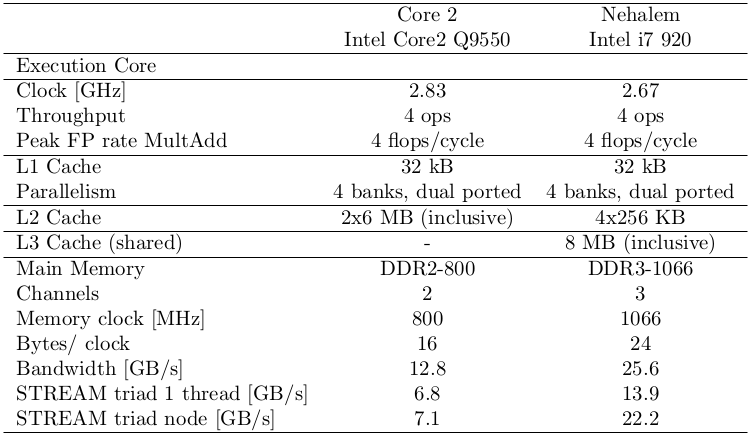 Core 2 Nehalem
Intel Core2 Q9550 Intel i7 920
Execution Core
Clock [GHz] 2.83 2.67
Throughput 4 ops 4 ops
Peak FP rate MultAdd 4 flops/cycle 4 flops/cycle
L1 Cache 32 kB 32 kB
Parallelism 4 banks, dual ported 4 banks, dual ported
L2 Cache 2x6 MB (inclusive) 4x256 KB
L3 Cache (shared) - 8 MB (inclusive)
Main Memory DDR2-800 DDR3-1066
Channels 2 3
Memory clock [MHz] 800 1066
Bytes/ clock 16 24
Bandwidth [GB/s] 12.8 25.6
STREAM triad 1 thread [GB/s] 6.8 13.9
STREAM triad node [GB/s] 7.1 22.2